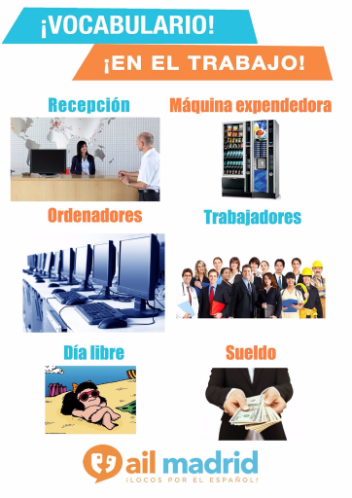 ¡VOCABULARIO!
¡EN EL TRABAJO!
Recepción
Máquina expendedora
Ordenadores
Trabajadores
Día libre
Sueldo
ail madrid
¡LOCOS POR EL ESPAÑOL!